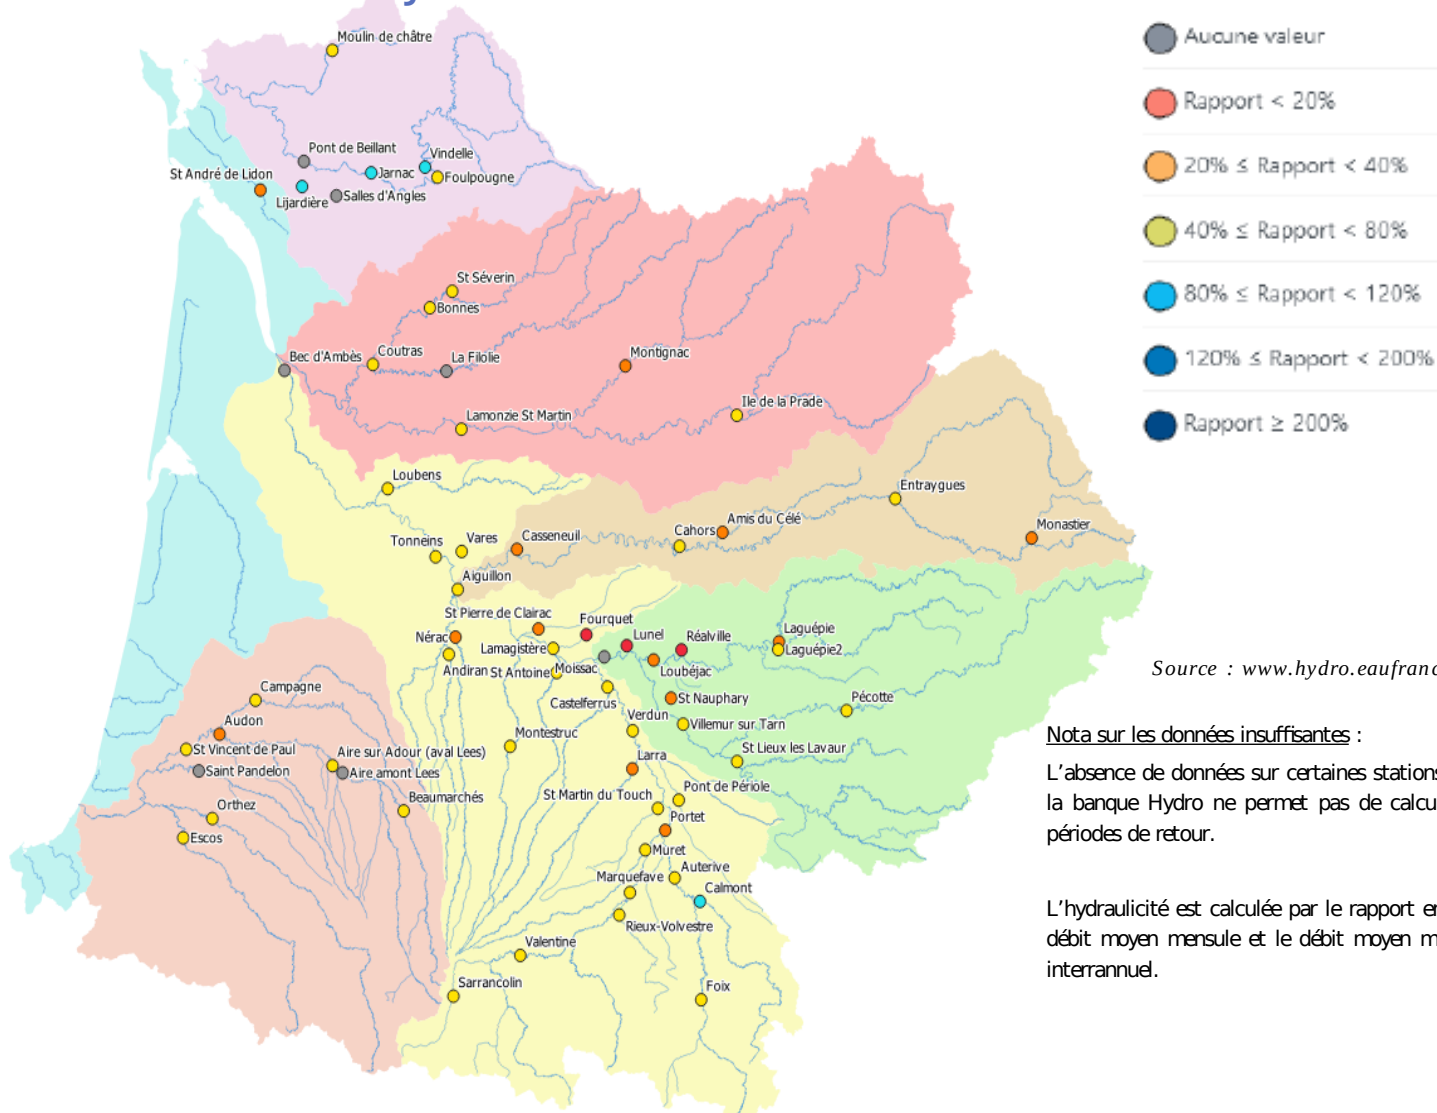 Moulin de châtre
Pont de Beillant
Vindelle
St André de Lidon
Jarnac
Foulpougne
Lijardière
Salles d'Angles
St Séverin
Bonnes
Bec d'Ambès
Coutras
La Filolie
Montignac
Lamonzie St Martin
Ile de la Prade
Loubens
Entraygues
Tonneins
Vares
Casseneuil
Cahors
Amis du Célé
Monastier
Aiguillon
St Pierre de Clairac
Fourquet
Nérac
Lamagistère
Lunel
Réalville
Laguépie
Laguépie2
Andiran
St Antoine
Moissac
Loubéjac
Campagne
Castelferrus
St Nauphary
Pécotte
Audon
Verdun
Villemur sur Tarn
St Vincent de Paul
Aire sur Adour (aval Lees)
Montestruc
St Lieux les Lavaur
Saint Pandelon
Aire amont Lees
Larra
Orthez
Beaumarchés
St Martin du Touch
Pont de Périole
Portet
Escos
Muret
Marquefave
Auterive
Calmont
Rieux-Volvestre
Valentine
Sarrancolin
Foix
Aucune valeur
Rapport < 20%
20% ≤ Rapport < 40%
40% ≤ Rapport < 80%
80% ≤ Rapport < 120%
120% ≤ Rapport < 200%
Rapport ≥ 200%
Source : www.hydro.eaufranc
Nota sur les données insuffisantes :
L'absence de données sur certaines stations
la banque Hydro ne permet pas de calcu
périodes de retour.
L'hydraulicité est calculée par le rapport en
débit moyen mensule et le débit moyen m
interrannuel.